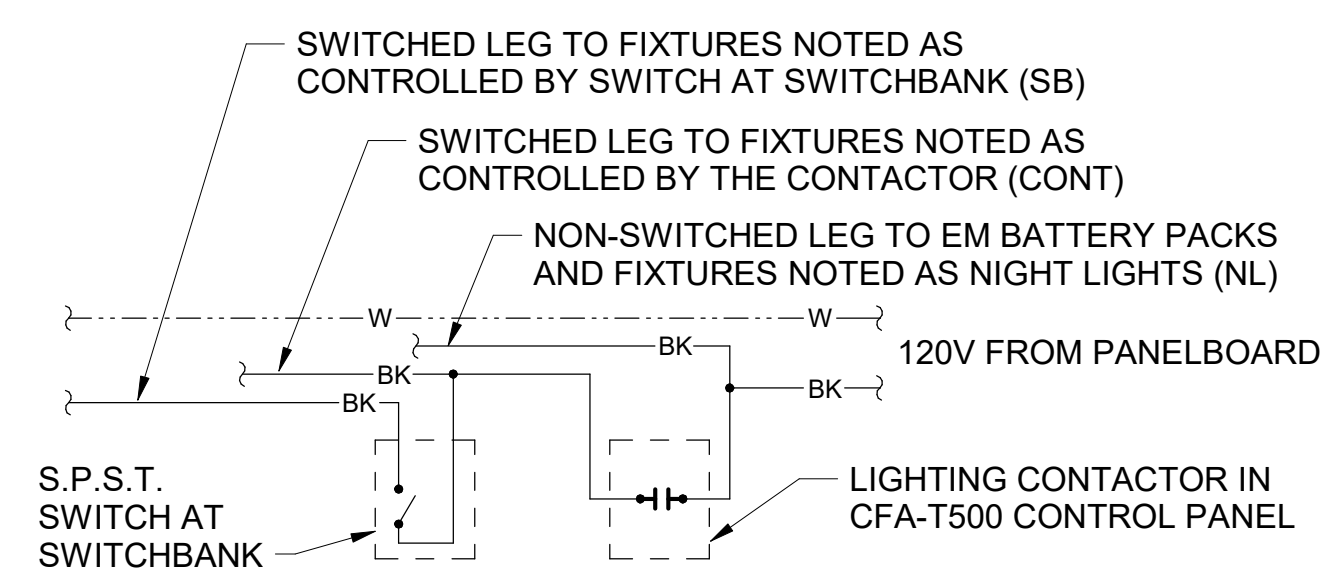 SWITCHED LEG TO FIXTURES NOTED AS
CONTROLLED BY SWITCH AT SWITCHBANK (SB)
SWITCHED LEG TO FIXTURES NOTED AS
CONTROLLED BY THE CONTACTOR (CONT)
NON-SWITCHED LEG TO EM BATTERY PACKS
AND FIXTURES NOTED AS NIGHT LIGHTS (NL)
W
W
BK
120V FROM PANELBOARD
BK
BK
BK
S.P.S.T.
SWITCH AT
SWITCHBANK
LIGHTING CONTACTOR IN
CFA-T500 CONTROL PANEL